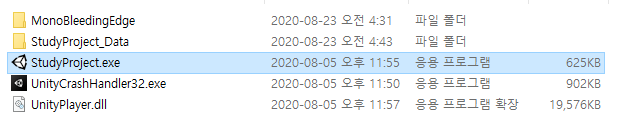 MonoBleedingEdge 2020-08-23 오전 4:31 파일 폴더
StudyProject_Data 2020-08-23 오전 4:43 파일 폴더
StudyProject.exe 2020-08-05 오후 11:55 응용 프로그램 625KB
UnityCrashHandler32.exe 2020-08-05 오후 11:50 응용 프로그램 902KB
UnityPlayer.dll 2020-08-05 오후 11:57 응용 프로그램 확장 19,576KB